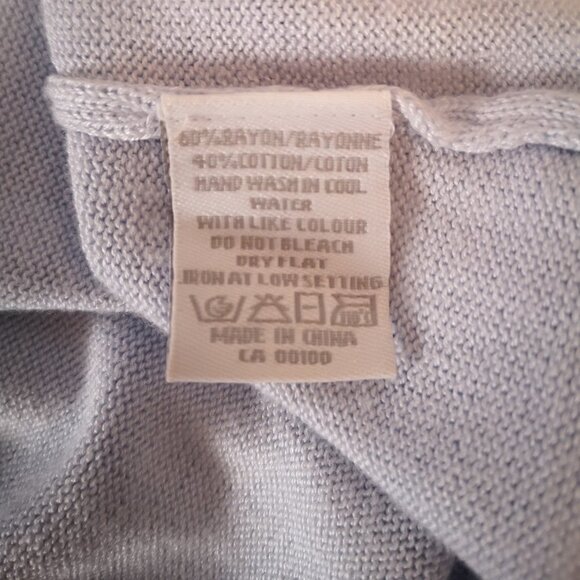 60%RAYON/RAYONNE
40%COTTON/COTON
HAND WASH IN COOL
WATER
WITH LIKE COLOUR
DO NOT BLEACH
DRY FLAT
IRON AT LOW SETTING
MADE IN CHINA
CA 00100